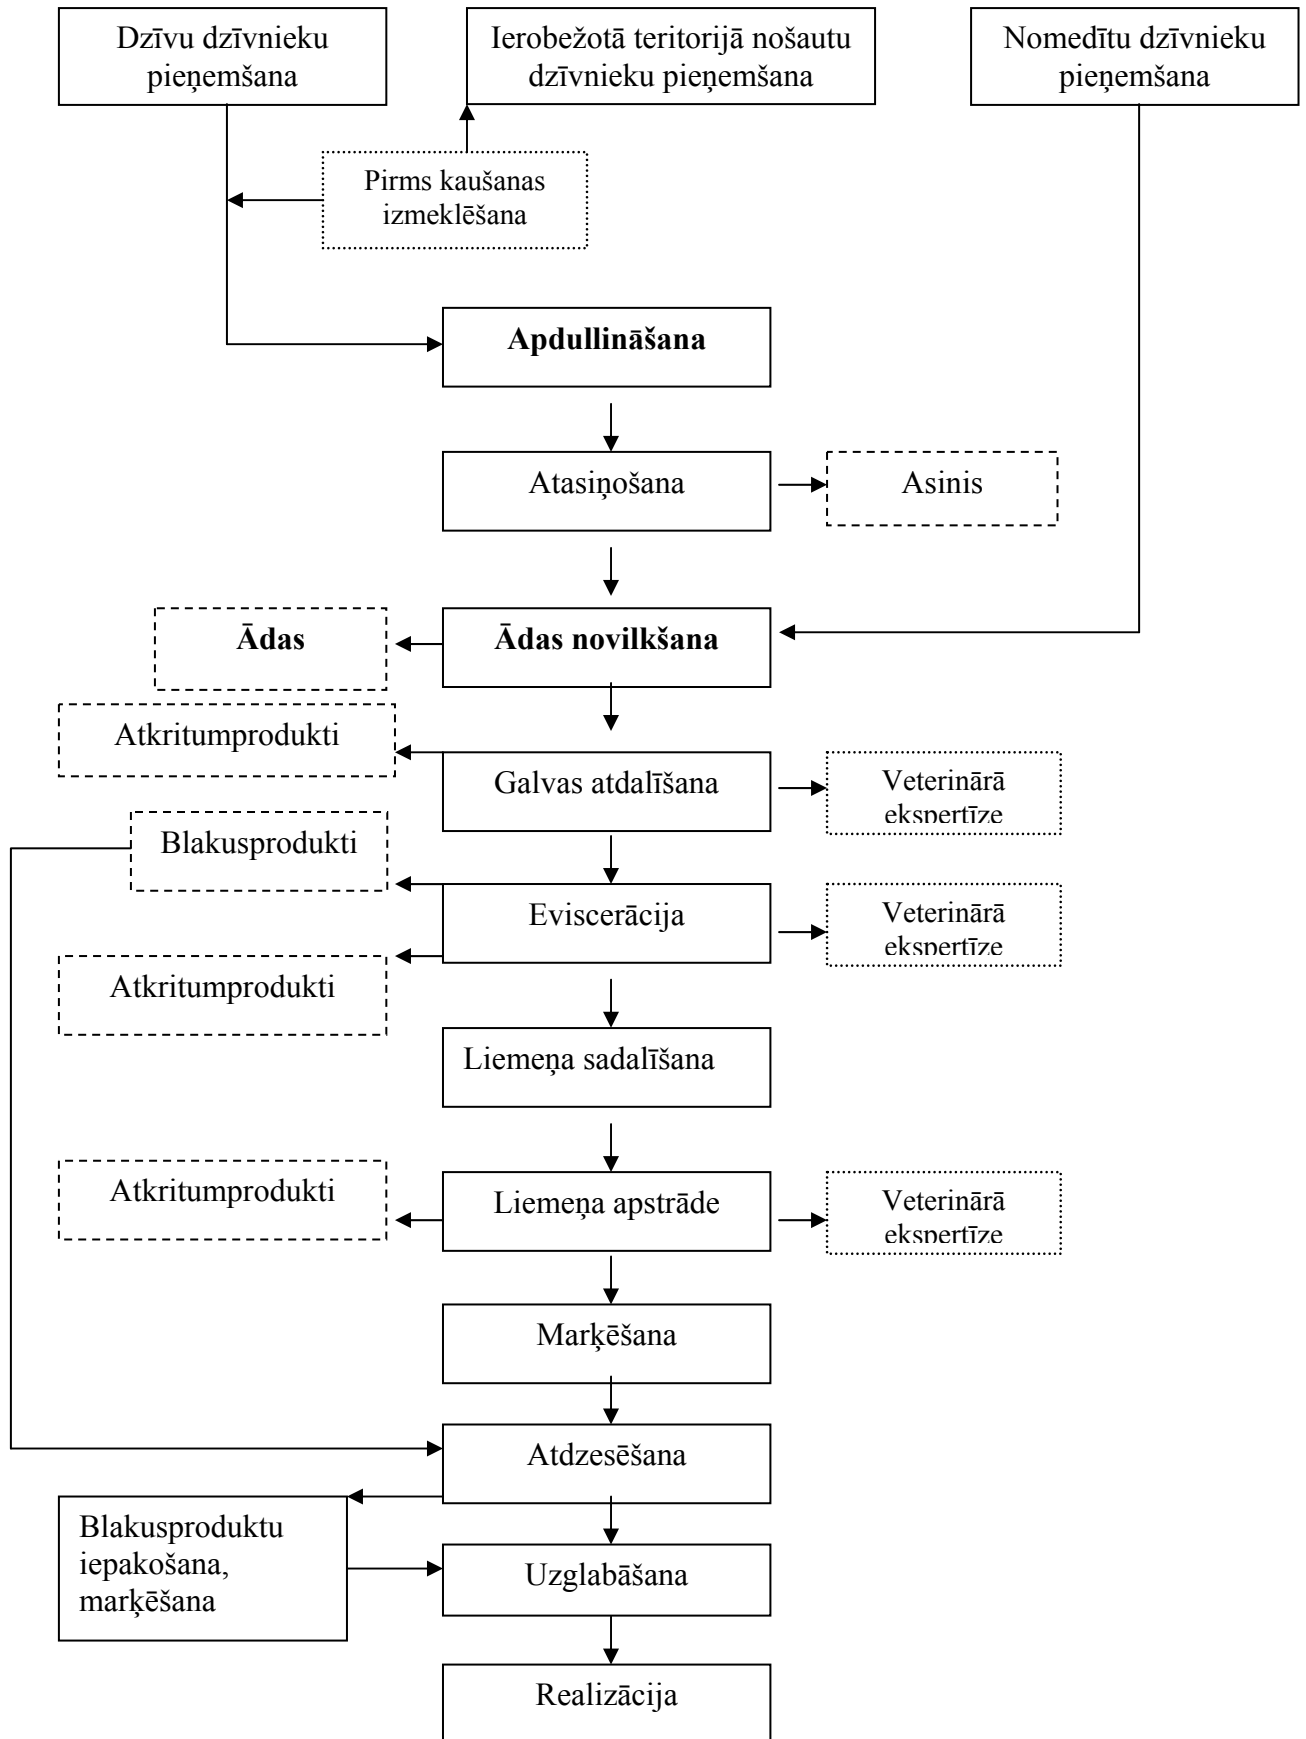 Dzīvu dzīvnieku
pieņemšana
Ierobežotā teritorijā nošautu
dzīvnieku pieņemšana
Nomedītu dzīvnieku
pieņemšana
Pirms kaušanas
izmeklēšana
Apdullināšana
Atasiņošana
Asinis
Ādas
Ādas novilkšana
Atkritumprodukti
Galvas atdalīšana
Veterinārā
ekspertīze
Blakusprodukti
Eviscerācija
Veterinārā
ekspertīze
Atkritumprodukti
Liemeņa sadalīšana
Atkritumprodukti
Liemeņa apstrāde
Veterinārā
ekspertīze
Marķēšana
Atdzesēšana
Blakusproduktu
iepakošana,
marķēšana
Uzglabāšana
Realizācija